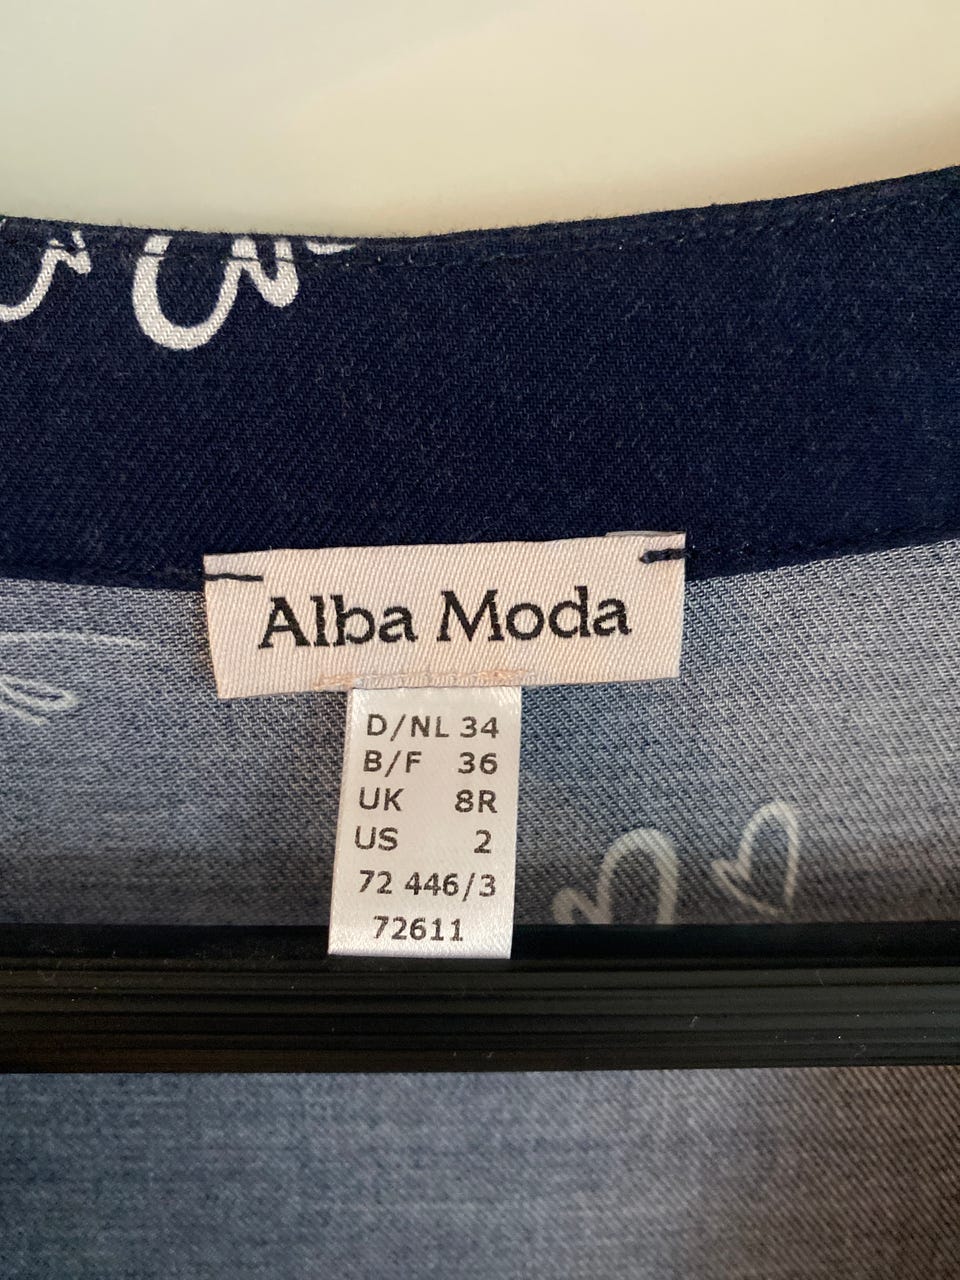 Alba Moda
D/NL 34
B/F 36
UK 8R
US 2
72 446/3
72611